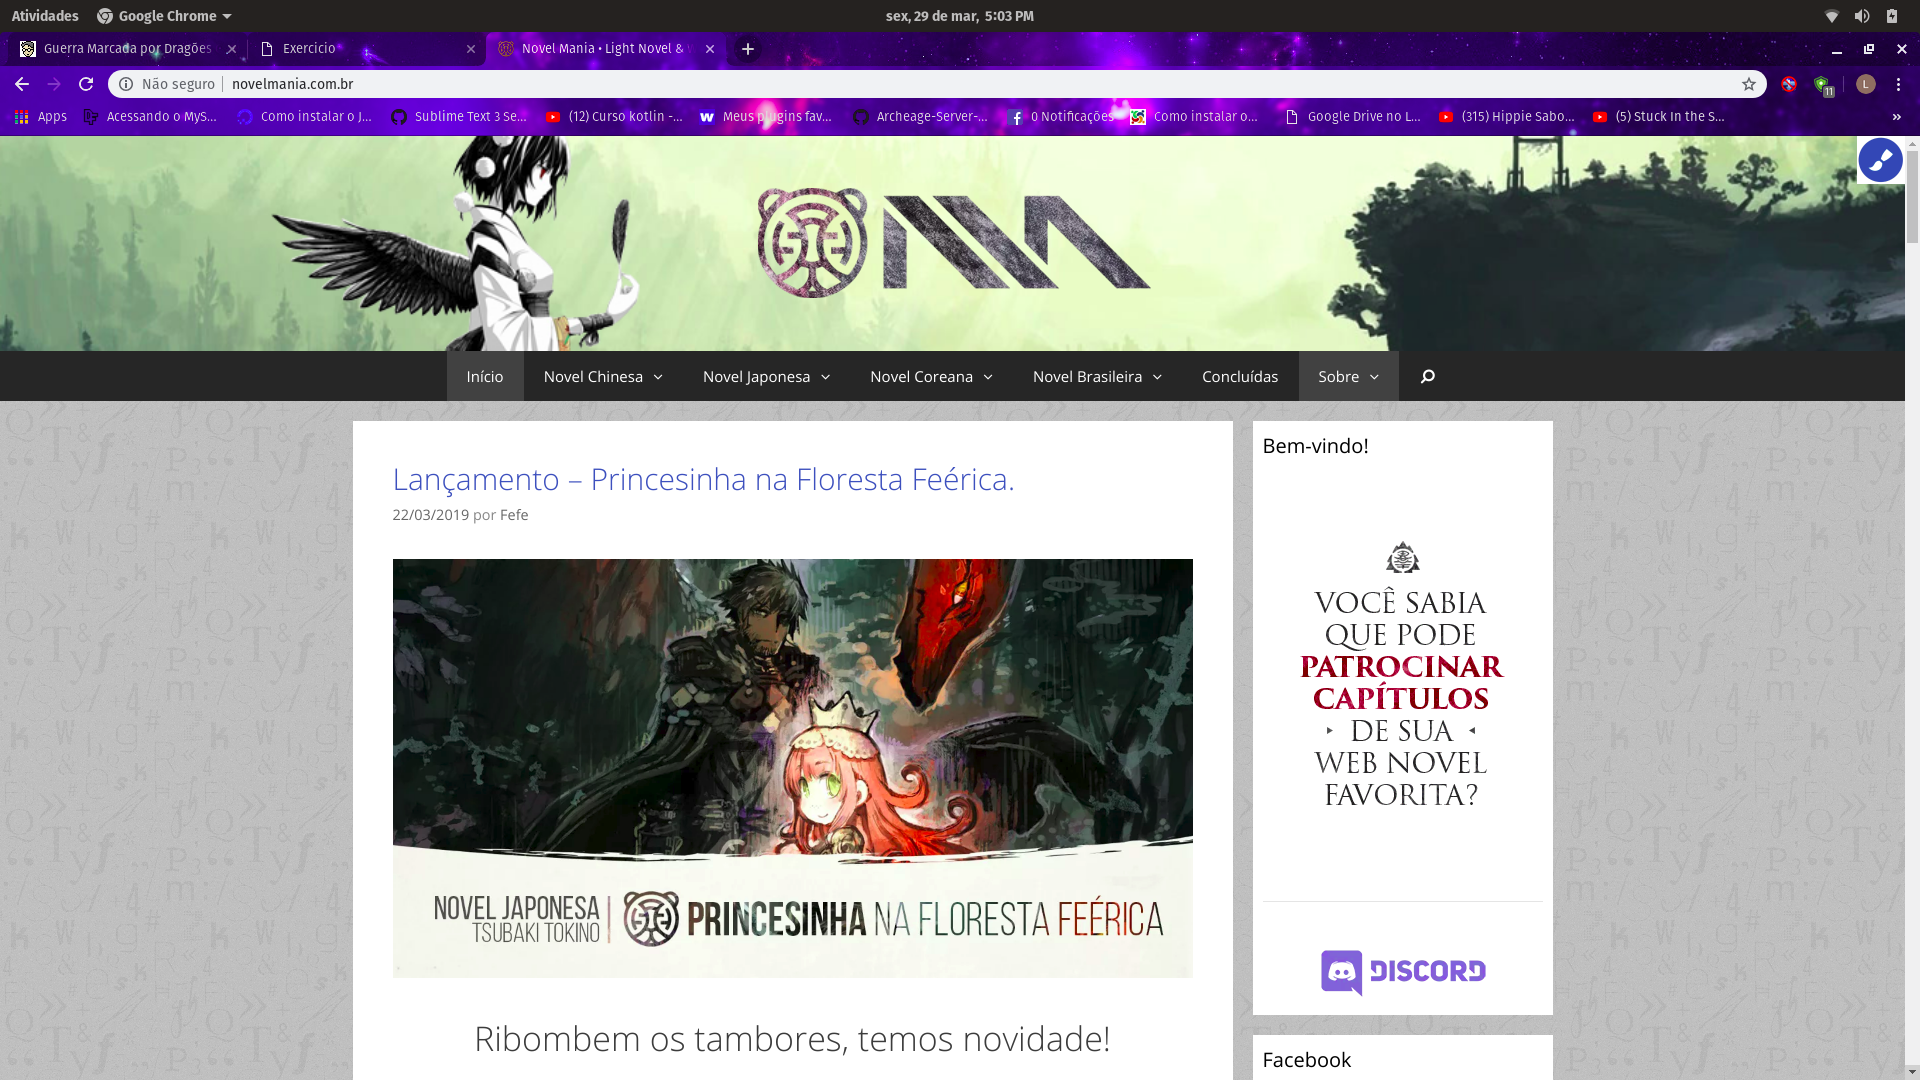 Atividades Google Chrome sex, 29 de mar, 5:03 PM
Guerra Marcada por Dragões Exercicio Novel Mania • Light Novel &
Não seguro novelmania.com.br L 11
Apps Acessando o MyS... Como instalar o J... Sublime Text 3 Se... (12) Curso kotlin -... Meus plugins fav... Archeage-Server-... 0 Notificações Como instalar o... Google Drive no L... (315) Hippie Sabo... (5) Stuck In the S... »
Início Novel Chinesa Novel Japonesa Novel Coreana Novel Brasileira Concluídas Sobre
Lançamento – Princesinha na Floresta Feérica.
22/03/2019 por Fefe
NOVEL JAPONESA
TSUBAKI TOKINO
PRINCESINHA NA FLORESTA FEÉRICA
Ribombem os tambores, temos novidade!
Bem-vindo!
VOCÊ SABIA
QUE PODE
PATROCINAR
CAPÍTULOS
DE SUA
WEB NOVEL
FAVORITA?
DISCORD
Facebook